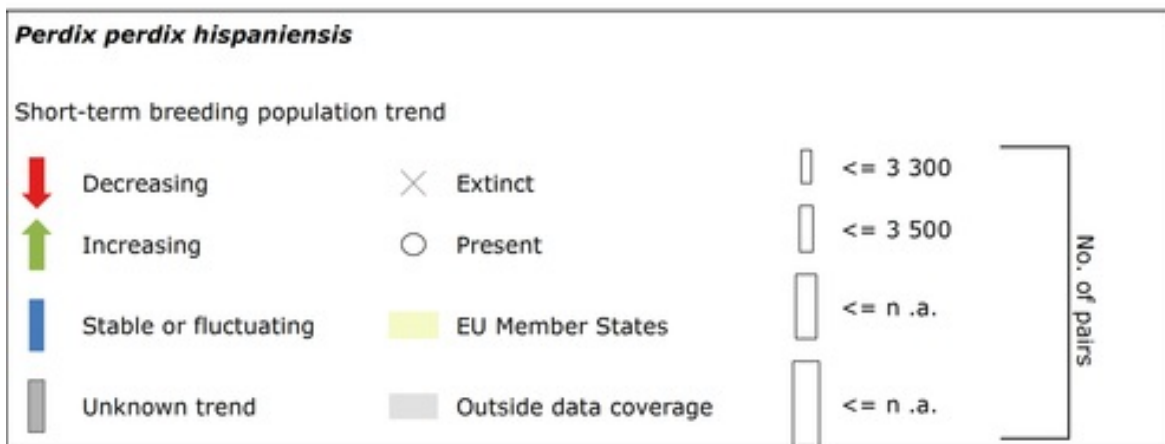 Perdix perdix hispaniensis
Short-term breeding population trend
Decreasing
Increasing
Stable or fluctuating
Unknown trend
Extinct
Present
EU Member States
Outside data coverage
<= 3 300
<= 3 500
<= n .a.
<= n .a.
No. of pairs